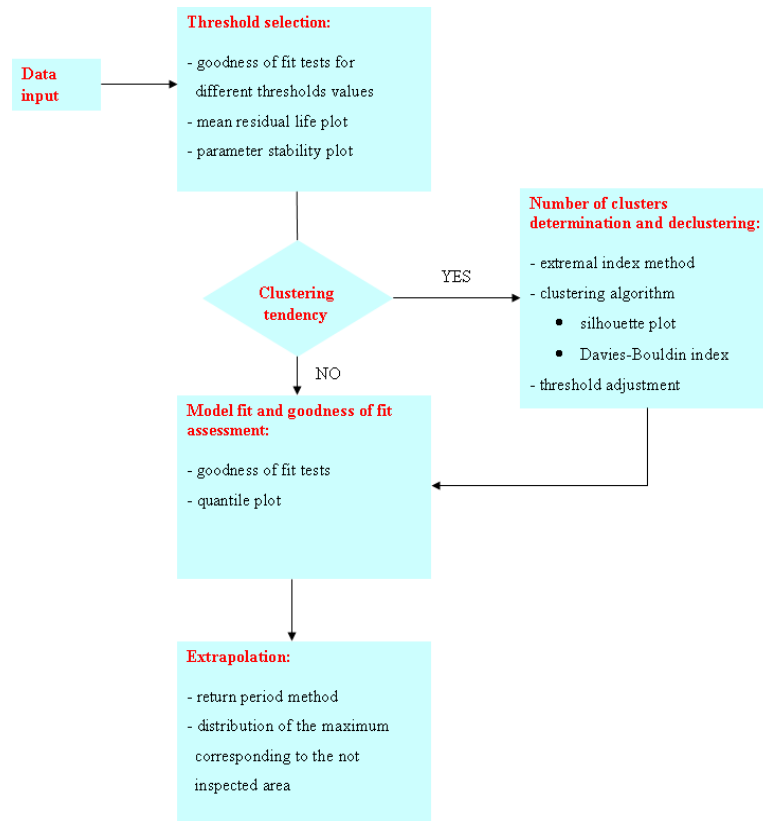 Data
input
Threshold selection:
- goodness of fit tests for
different thresholds values
- mean residual life plot
- parameter stability plot
Clustering
tendency
YES
Number of clusters
determination and declustering:
- extremal index method
- clustering algorithm
• silhouette plot
• Davies-Bouldin index
- threshold adjustment
NO
Model fit and goodness of fit
assessment:
- goodness of fit tests
- quantile plot
Extrapolation:
- return period method
- distribution of the maximum
corresponding to the not
inspected area